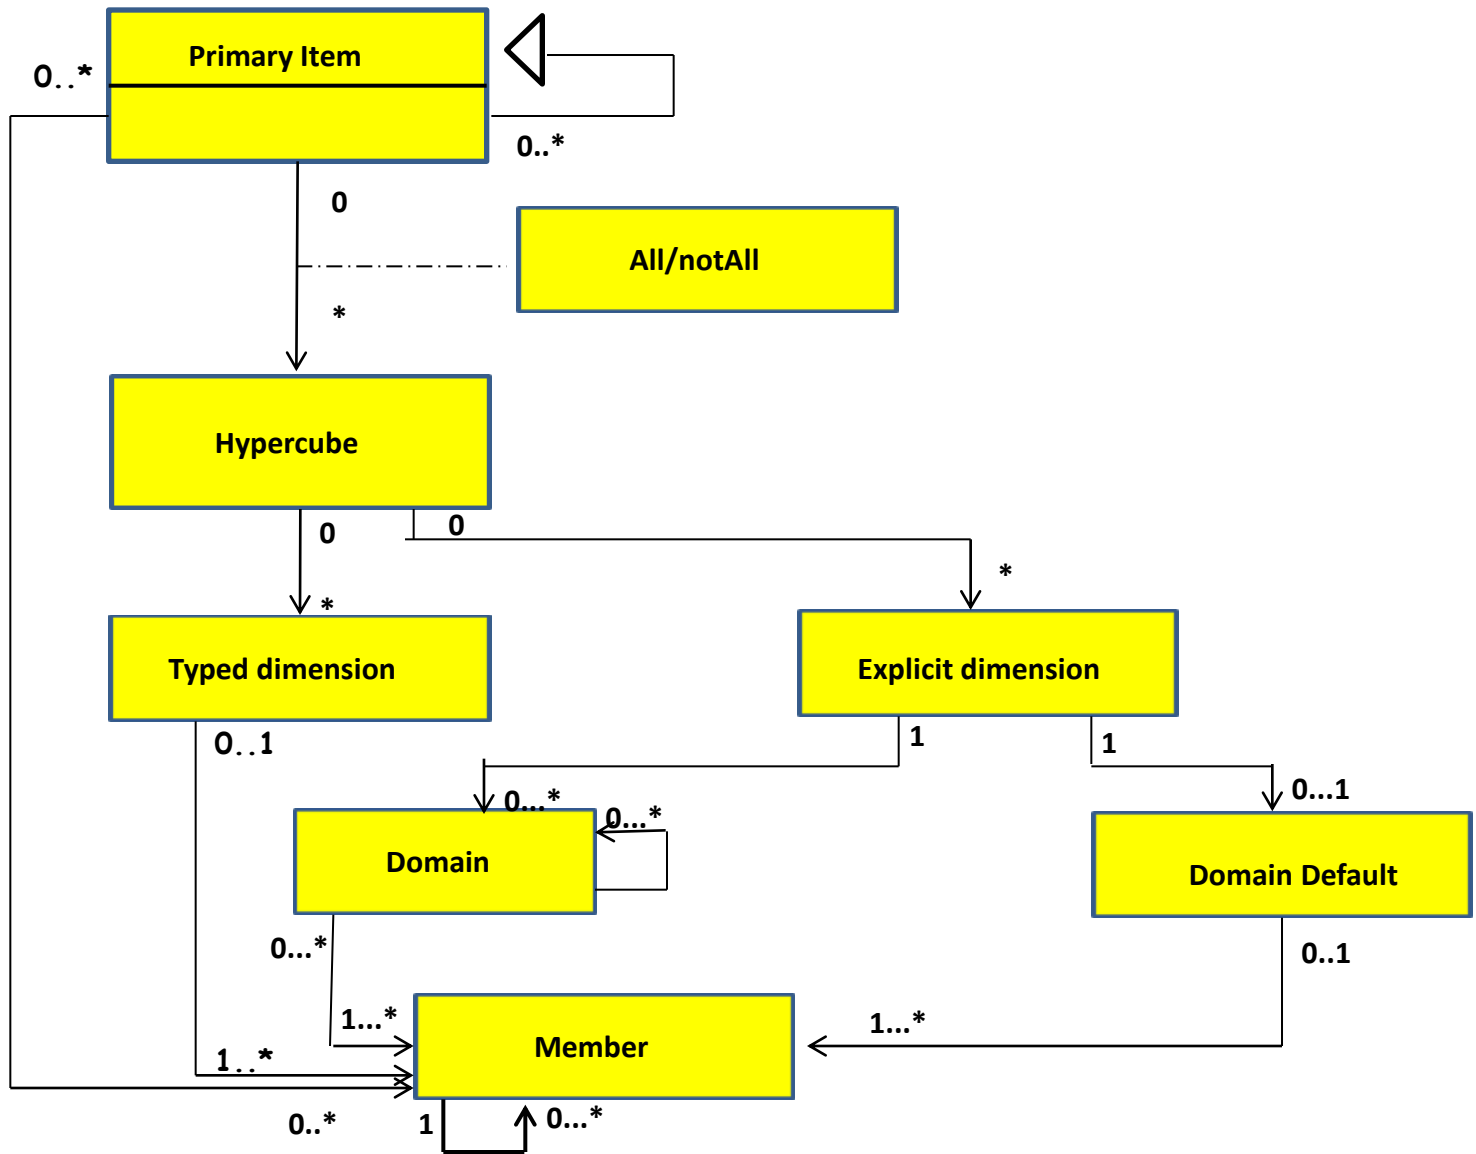 Primary Item
0..*
0..*
0
All/notAll
*
Hypercube
0
0
*
*
Typed dimension
Explicit dimension
0..1
1
1
0...*
0...*
0...1
Domain
Domain Default
0...*
0..1
1...*
1...*
Member
1..*
0..*
1
0...*